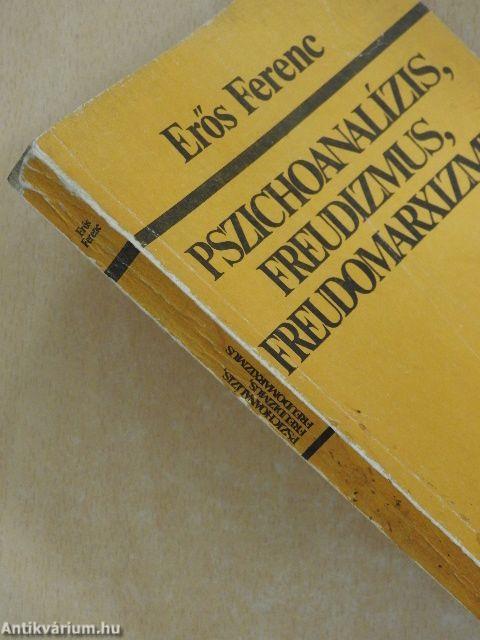 Erős Ferenc
PSZICHOANALÍZIS,
FREUDIZMUS,
FREUDOMARXIZM
Erős
Ferenc
PSZICHOANALÍZIS,
FREUDIZMUS,
FREUDOMARXIZMUS
Antikvárium.hu